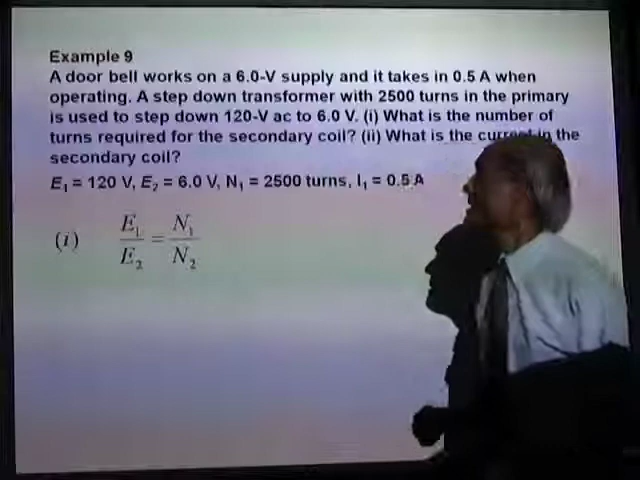 Example 9
A door bell works on a 6.0-V supply and it takes in 0.5 A when
operating. A step down transformer with 2500 turns in the primary
is used to step down 120-V ac to 6.0 V. (i) What is the number of
turns required for the secondary coil? (ii) What is the current in the
secondary coil?
E₁ = 120 V, E₂ = 6.0 V, N₁ = 2500 turns, I₁ = 0.5 A
(i) E₁/E₂ = N₁/N₂